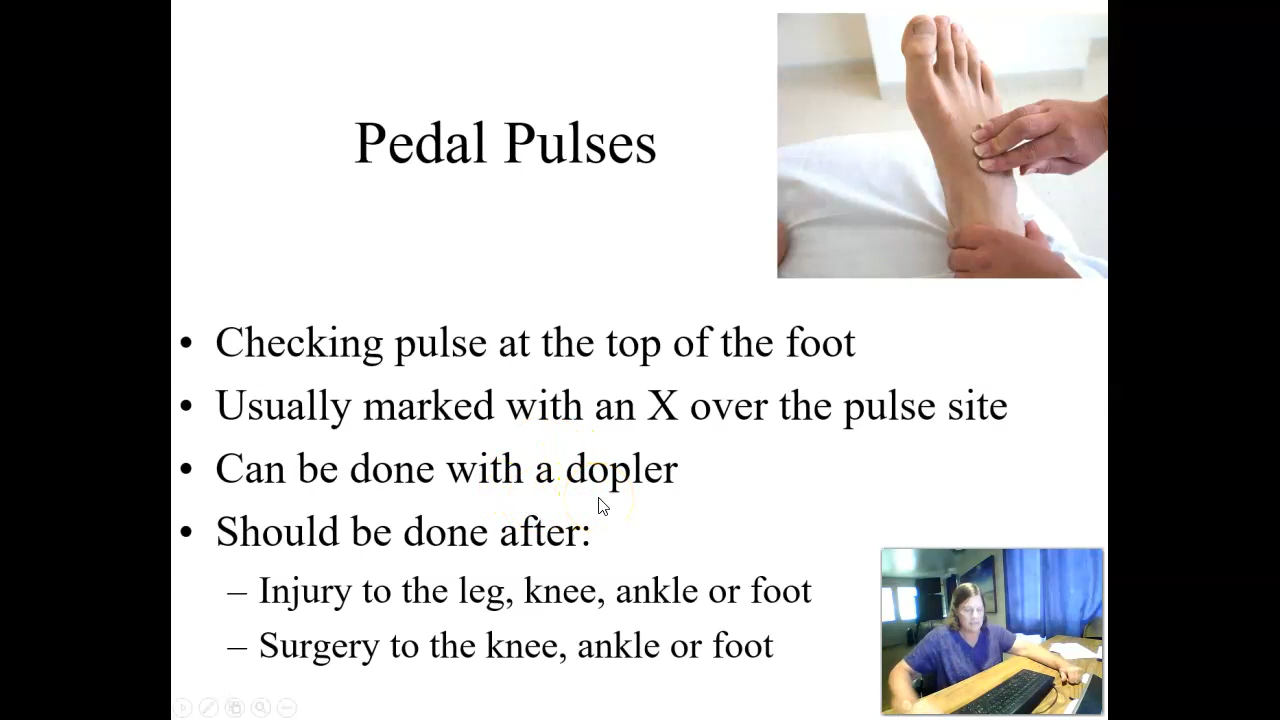 Pedal Pulses
• Checking pulse at the top of the foot
• Usually marked with an X over the pulse site
• Can be done with a dopler
• Should be done after:
– Injury to the leg, knee, ankle or foot
– Surgery to the knee, ankle or foot